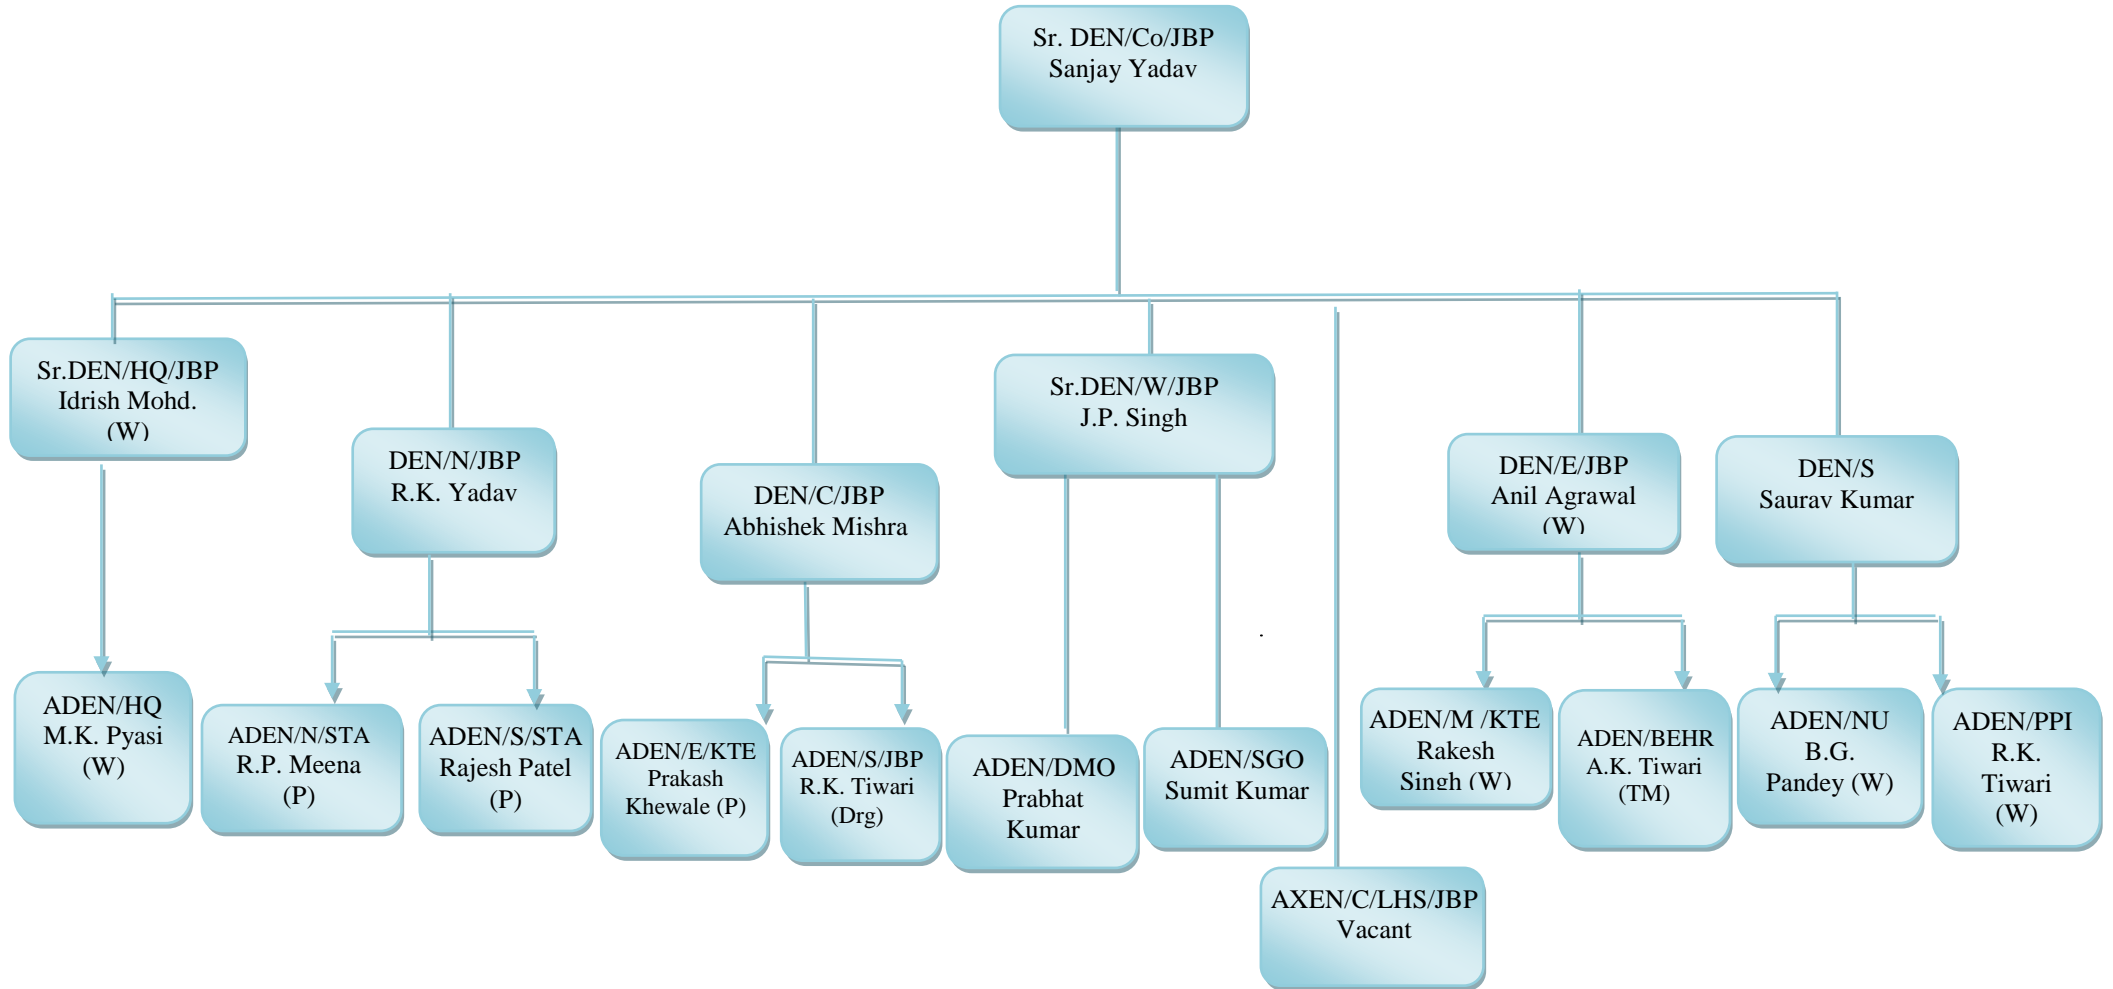 Sr. DEN/Co/JBP
Sanjay Yadav
Sr.DEN/HQ/JBP
Idrish Mohd.
(W)
DEN/N/JBP
R.K. Yadav
DEN/C/JBP
Abhishek Mishra
Sr.DEN/W/JBP
J.P. Singh
DEN/E/JBP
Anil Agrawal
(W)
DEN/S
Saurav Kumar
ADEN/HQ
M.K. Pyasi
(W)
ADEN/N/STA
R.P. Meena
(P)
ADEN/S/STA
Rajesh Patel
(P)
ADEN/E/KTE
Prakash
Khewale (P)
ADEN/S/JBP
R.K. Tiwari
(Drg)
ADEN/DMO
Prabhat
Kumar
ADEN/SGO
Sumit Kumar
ADEN/M /KTE
Rakesh
Singh (W)
ADEN/BEHR
A.K. Tiwari
(TM)
ADEN/NU
B.G.
Pandey (W)
ADEN/PPI
R.K.
Tiwari
(W)
AXEN/C/LHS/JBP
Vacant